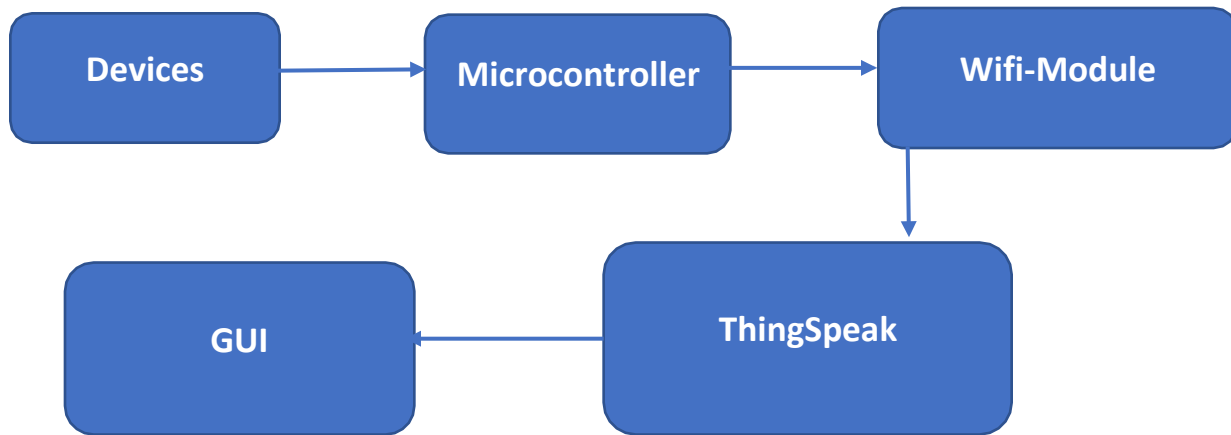 Devices
Microcontroller
Wifi-Module
ThingSpeak
GUI